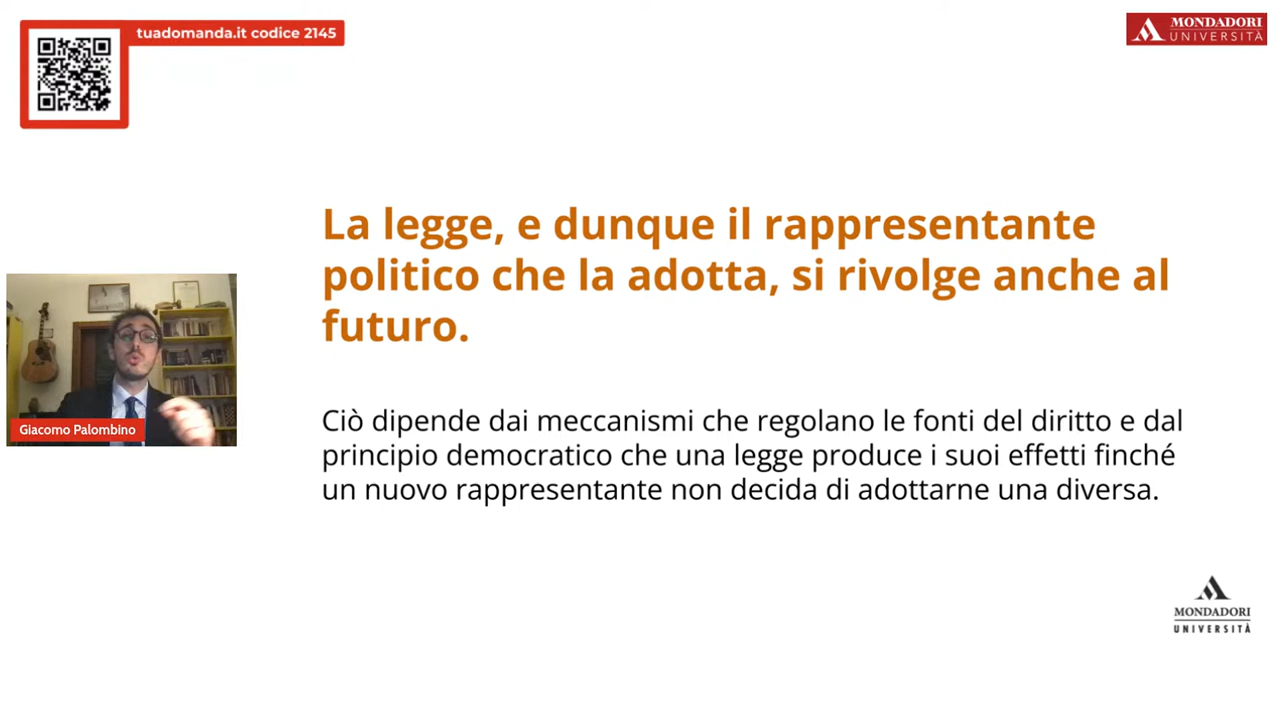 tuadomanda.it codice 2145
MONDADORI
UNIVERSITÀ
La legge, e dunque il rappresentante
politico che la adotta, si rivolge anche al
futuro.
Giacomo Palombino
Ciò dipende dai meccanismi che regolano le fonti del diritto e dal
principio democratico che una legge produce i suoi effetti finché
un nuovo rappresentante non decida di adottarne una diversa.
MONDADORI
UNIVERSITÀ